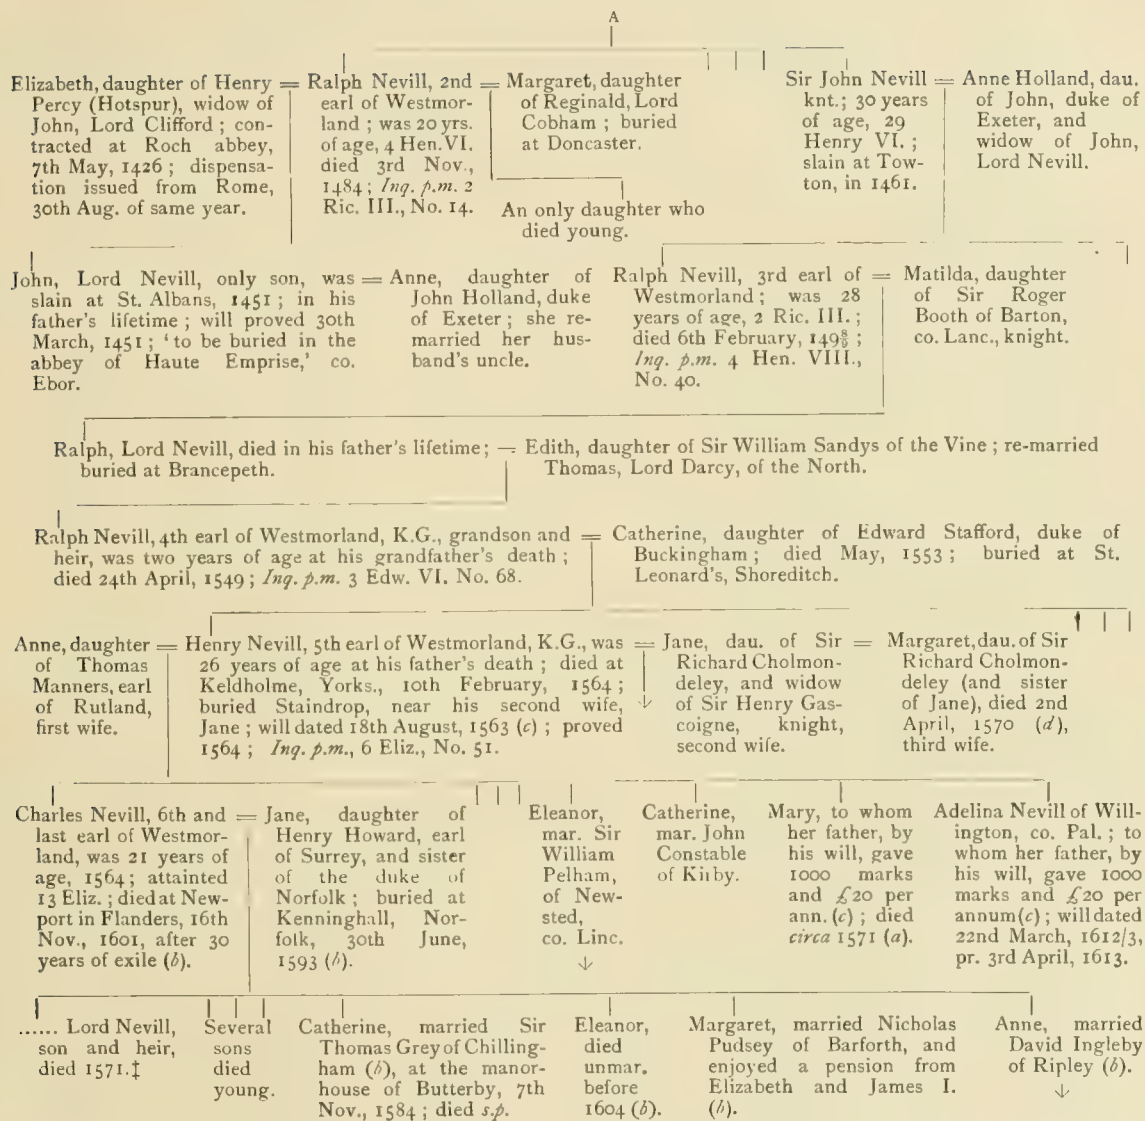 A
Elizabeth, daughter of Henry
Percy (Hotspur), widow of
John, Lord Clifford ; con-
tracted at Roch abbey,
7th May, 1426 ; dispensa-
tion issued from Rome,
30th Aug. of same year.
= Ralph Nevill, 2nd
earl of Westmor-
land ; was 20 yrs.
of age, 4 Hen. VI.
died 3rd Nov.,
1484 ; Inq. p.m. 2
Ric. III., No. 14.
= Margaret, daughter
of Reginald, Lord
Cobham ; buried
at Doncaster.
An only daughter who
died young.
Sir John Nevill
knt.; 30 years
of age, 29
Henry VI. ;
slain at Tow-
ton, in 1461.
= Anne Holland, dau.
of John, duke of
Exeter, and
widow of John,
Lord Nevill.
John, Lord Nevill, only son, was
slain at St. Albans, 1451 ; in his
father's lifetime ; will proved 30th
March, 1451 ; 'to be buried in the
abbey of Haute Emprise,' co.
Ebor.
= Anne, daughter of
John Holland, duke
of Exeter ; she re-
married her hus-
band's uncle.
Ralph Nevill, 3rd earl of
Westmorland ; was 28
years of age, 2 Ric. III. ;
died 6th February, 149 8/9 ;
Inq. p.m. 4 Hen. VIII.,
No. 40.
= Matilda, daughter
of Sir Roger
Booth of Barton,
co. Lanc., knight.
Ralph, Lord Nevill, died in his father's lifetime ;
buried at Brancepeth.
= Edith, daughter of Sir William Sandys of the Vine ; re-married
Thomas, Lord Darcy, of the North.
Ralph Nevill, 4th earl of Westmorland, K.G., grandson and
heir, was two years of age at his grandfather's death ;
died 24th April, 1549 ; Inq. p.m. 3 Edw. VI. No. 68.
= Catherine, daughter of Edward Stafford, duke of
Buckingham ; died May, 1553 ; buried at St.
Leonard's, Shoreditch.
Anne, daughter
of Thomas
Manners, earl
of Rutland,
first wife.
= Henry Nevill, 5th earl of Westmorland, K.G., was
26 years of age at his father's death ; died at
Keldholme, Yorks., 10th February, 1564 ;
buried Staindrop, near his second wife,
Jane ; will dated 18th August, 1563 (c) ; proved
1564 ; Inq. p.m., 6 Eliz., No. 51.
= Jane, dau. of Sir
Richard Cholmon-
deley, and widow
of Sir Henry Gas-
coigne, knight,
second wife.
= Margaret, dau. of Sir
Richard Cholmon-
deley (and sister
of Jane), died 2nd
April, 1570 (d),
third wife.
Charles Nevill, 6th and
last earl of Westmor-
land, was 21 years of
age, 1564 ; attainted
13 Eliz. ; died at New-
port in Flanders, 16th
Nov., 1601, after 30
years of exile (b).
= Jane, daughter of
Henry Howard, earl
of Surrey, and sister
of the duke of
Norfolk ; buried at
Kenninghall, Nor-
folk, 30th June,
1593 (b).
Eleanor,
mar. Sir
William
Pelham,
of New-
sted,
co. Linc.
Catherine,
mar. John
Constable
of Kirby.
Mary, to whom
her father, by
his will, gave
1000 marks
and £20 per
ann. (c) ; died
circa 1571 (a).
Adelina Nevill of Will-
ington, co. Pal. ; to
whom her father, by
his will, gave 1000
marks and £20 per
annum (c) ; will dated
22nd March, 1612/3,
pr. 3rd April, 1613.
...... Lord Nevill,
son and heir,
died 1571.‡
Several
sons
died
young.
Catherine, married Sir
Thomas Grey of Chilling-
ham (b), at the manor-
house of Butterby, 7th
Nov., 1584 ; died s.p.
Eleanor,
died
unmar.
before
1604 (b).
Margaret, married Nicholas
Pudsey of Barforth, and
enjoyed a pension from
Elizabeth and James I.
(b).
Anne, married
David Ingleby
of Ripley (b).